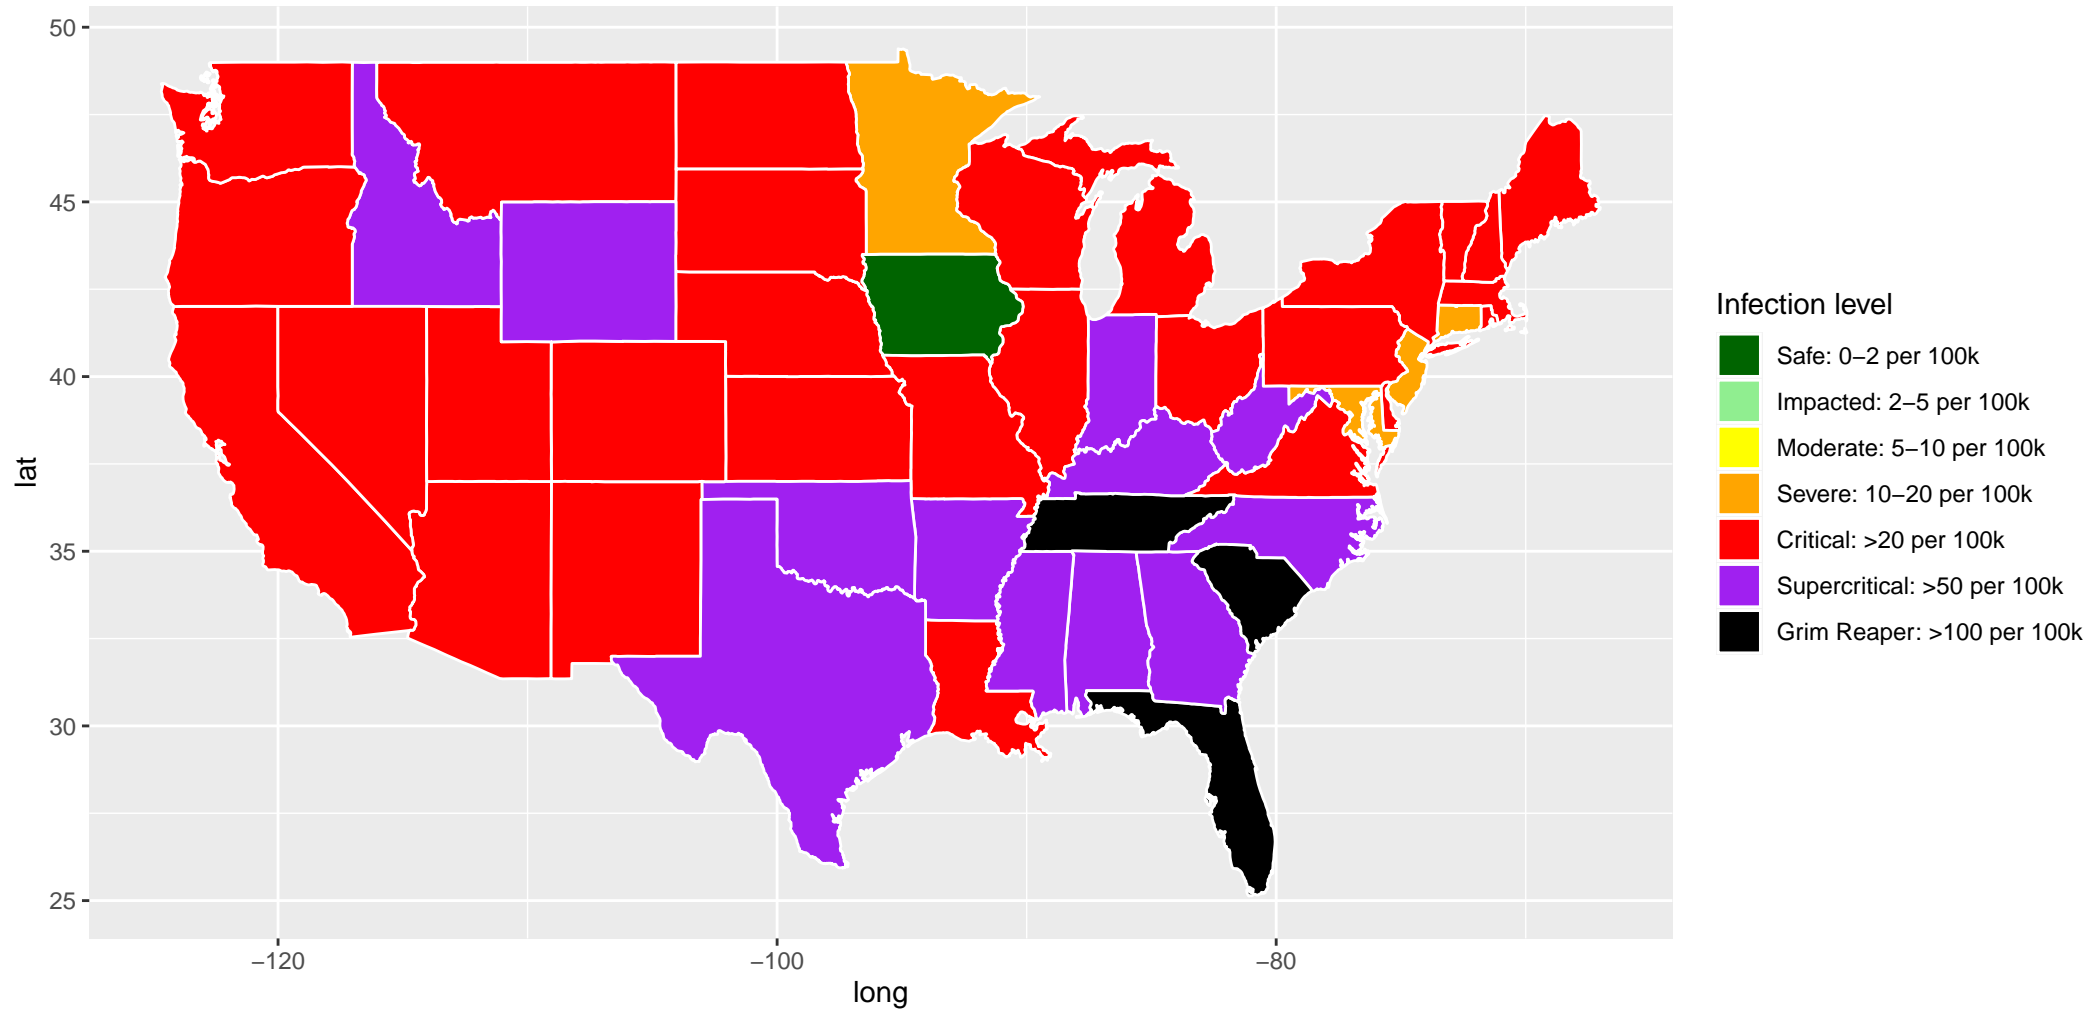 50
45
40
35
30
25
lat
−120
−100
−80
long
Infection level
Safe: 0−2 per 100k
Impacted: 2−5 per 100k
Moderate: 5−10 per 100k
Severe: 10−20 per 100k
Critical: >20 per 100k
Supercritical: >50 per 100k
Grim Reaper: >100 per 100k